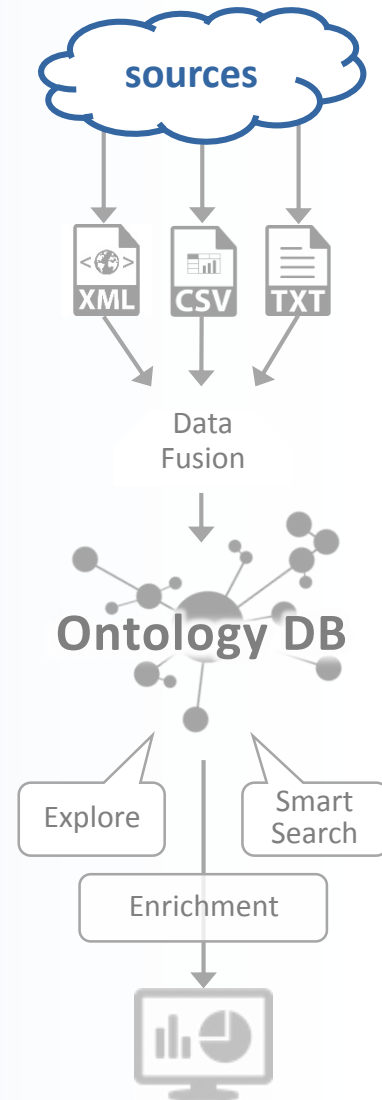 sources
XML
CSV
TXT
Data
Fusion
Ontology DB
Explore
Smart
Search
Enrichment